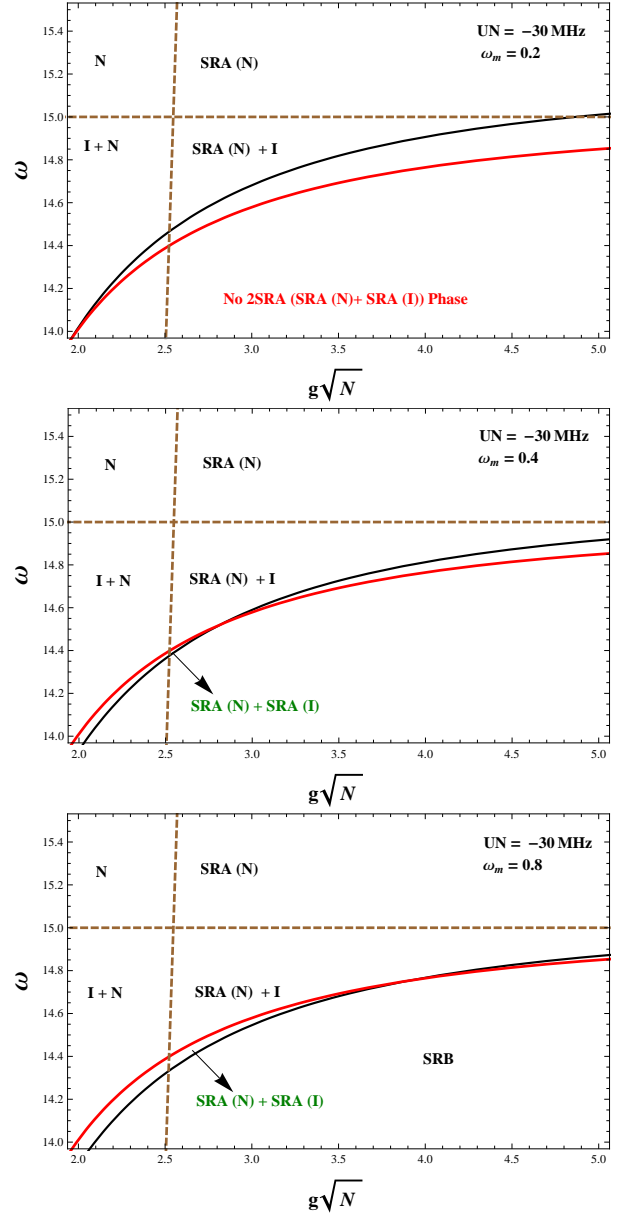 UN = −30 MHz
N SRA (N)
ω_m = 0.2
I + N SRA (N) + I
No 2SRA (SRA (N)+ SRA (I)) Phase
ω
15.4
15.2
15.0
14.8
14.6
14.4
14.2
14.0
2.0 2.5 3.0 3.5 4.0 4.5 5.0
g√N
UN = −30 MHz
N SRA (N)
ω_m = 0.4
I + N SRA (N) + I
SRA (N) + SRA (I)
ω
15.4
15.2
15.0
14.8
14.6
14.4
14.2
14.0
2.0 2.5 3.0 3.5 4.0 4.5 5.0
g√N
UN = −30 MHz
N SRA (N)
ω_m = 0.8
I + N SRA (N) + I
SRB
SRA (N) + SRA (I)
ω
15.4
15.2
15.0
14.8
14.6
14.4
14.2
14.0
2.0 2.5 3.0 3.5 4.0 4.5 5.0
g√N